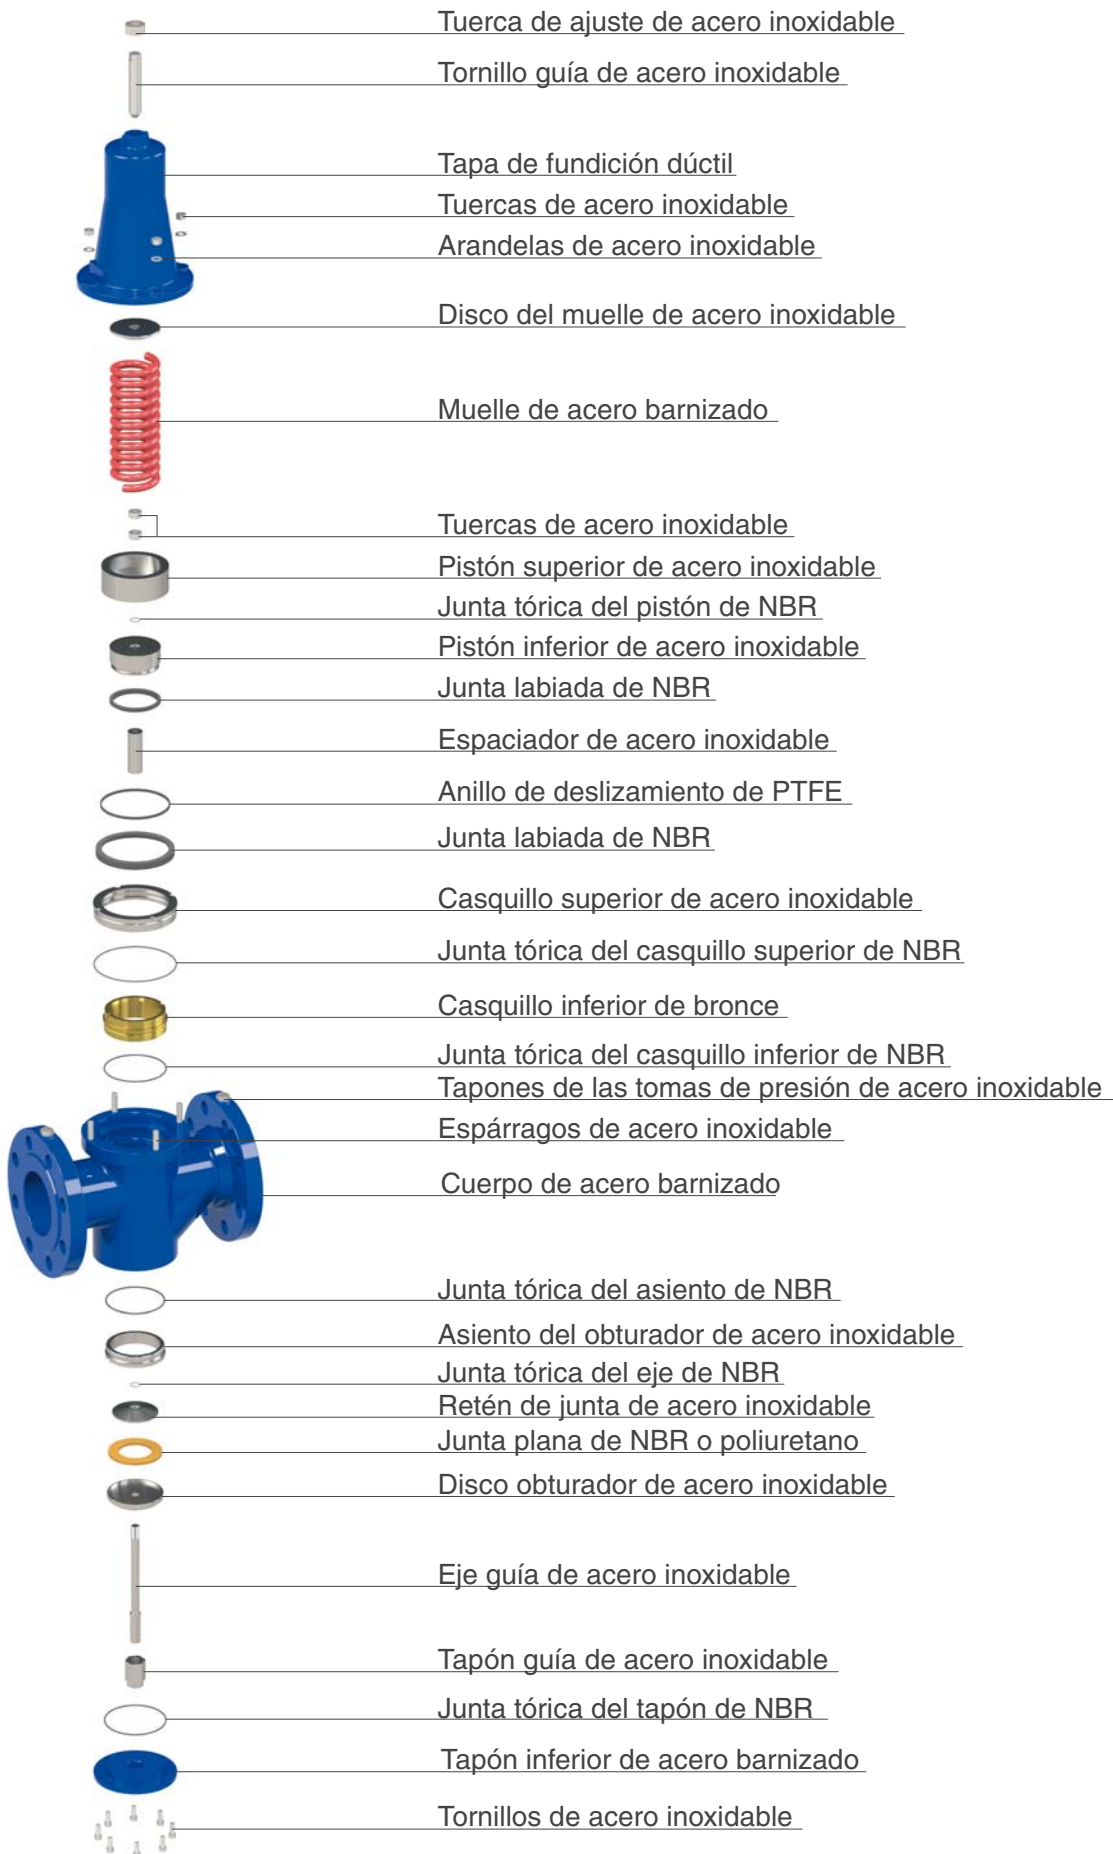 Tuerca de ajuste de acero inoxidable
Tornillo guía de acero inoxidable
Tapa de fundición dúctil
Tuercas de acero inoxidable
Arandelas de acero inoxidable
Disco del muelle de acero inoxidable
Muelle de acero barnizado
Tuercas de acero inoxidable
Pistón superior de acero inoxidable
Junta tórica del pistón de NBR
Pistón inferior de acero inoxidable
Junta labiada de NBR
Espaciador de acero inoxidable
Anillo de deslizamiento de PTFE
Junta labiada de NBR
Casquillo superior de acero inoxidable
Junta tórica del casquillo superior de NBR
Casquillo inferior de bronce
Junta tórica del casquillo inferior de NBR
Tapones de las tomas de presión de acero inoxidable
Espárragos de acero inoxidable
Cuerpo de acero barnizado
Junta tórica del asiento de NBR
Asiento del obturador de acero inoxidable
Junta tórica del eje de NBR
Retén de junta de acero inoxidable
Junta plana de NBR o poliuretano
Disco obturador de acero inoxidable
Eje guía de acero inoxidable
Tapón guía de acero inoxidable
Junta tórica del tapón de NBR
Tapón inferior de acero barnizado
Tornillos de acero inoxidable